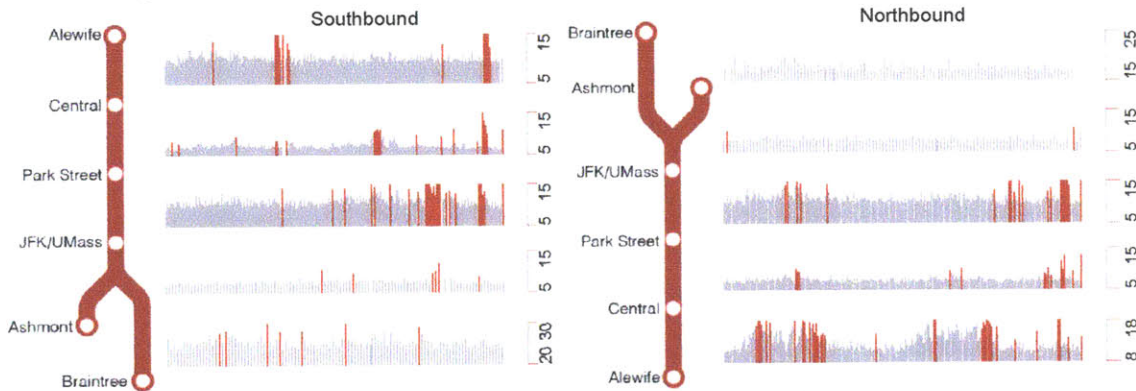 Southbound
Alewife
Central
Park Street
JFK/UMass
Ashmont
Braintree
15
5
15
5
15
5
15
5
30
20
Northbound
Braintree
Ashmont
JFK/UMass
Park Street
Central
Alewife
25
15
15
5
15
5
15
5
18
8